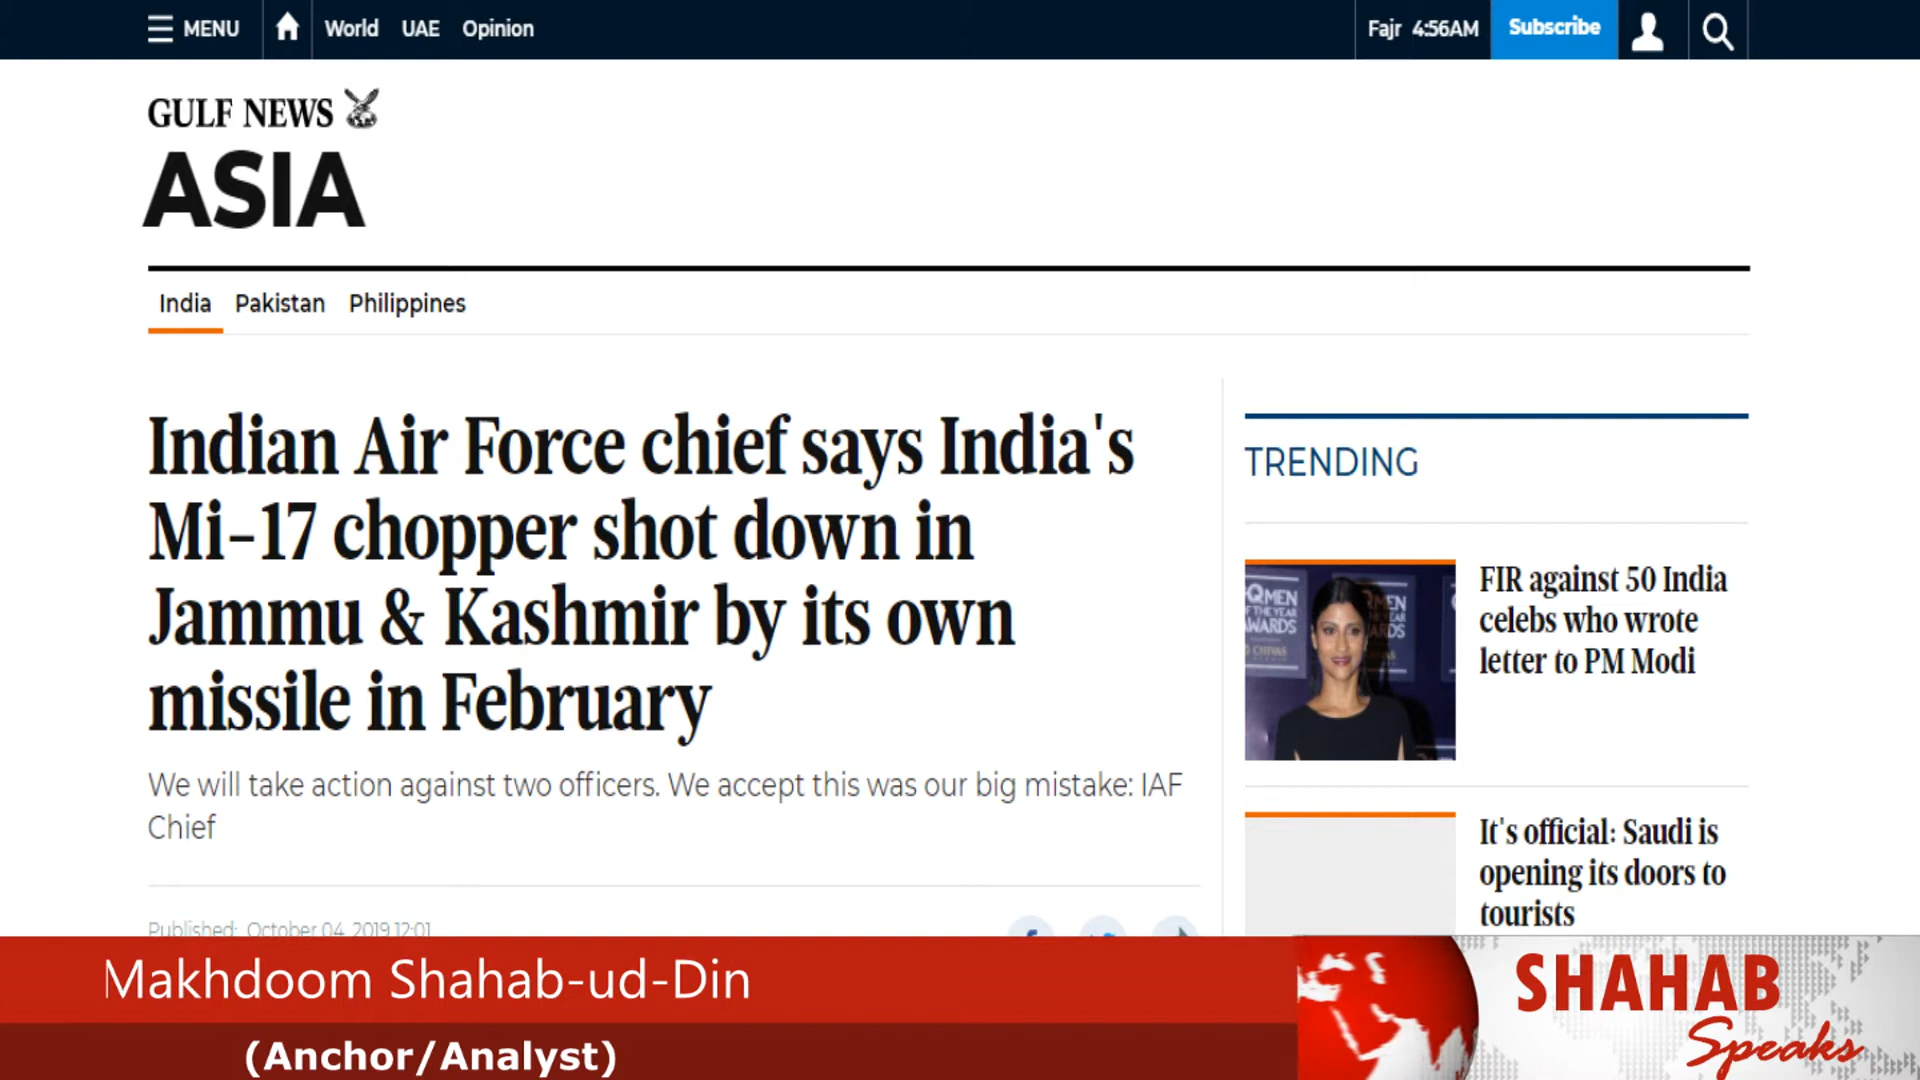 MENU World UAE Opinion Fajr 4:56AM Subscribe
GULF NEWS
ASIA
India Pakistan Philippines
Indian Air Force chief says India's
Mi-17 chopper shot down in
Jammu & Kashmir by its own
missile in February
We will take action against two officers. We accept this was our big mistake: IAF
Chief
Published: October 04, 2019 12:01
TRENDING
FIR against 50 India
celebs who wrote
letter to PM Modi
It's official: Saudi is
opening its doors to
tourists
Makhdoom Shahab-ud-Din
(Anchor/Analyst)
SHAHAB
Speaks